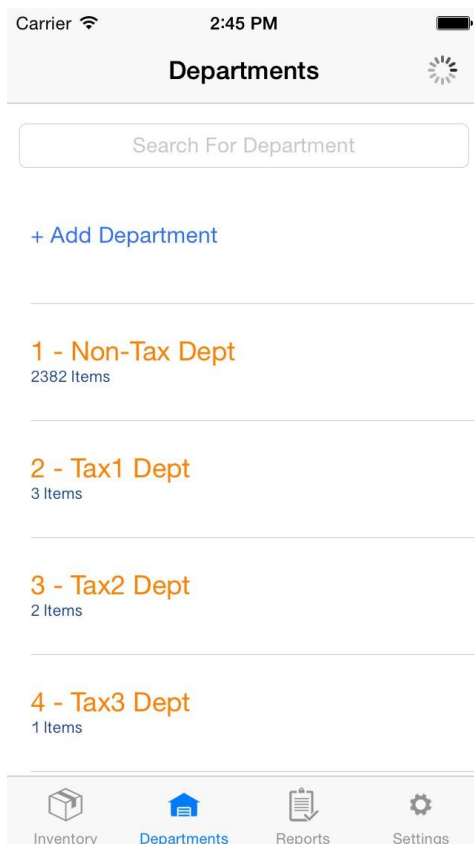 Carrier 2:45 PM
Departments
Search For Department
+ Add Department
1 - Non-Tax Dept
2382 Items
2 - Tax1 Dept
3 Items
3 - Tax2 Dept
2 Items
4 - Tax3 Dept
1 Items
Inventory Departments Reports Settings